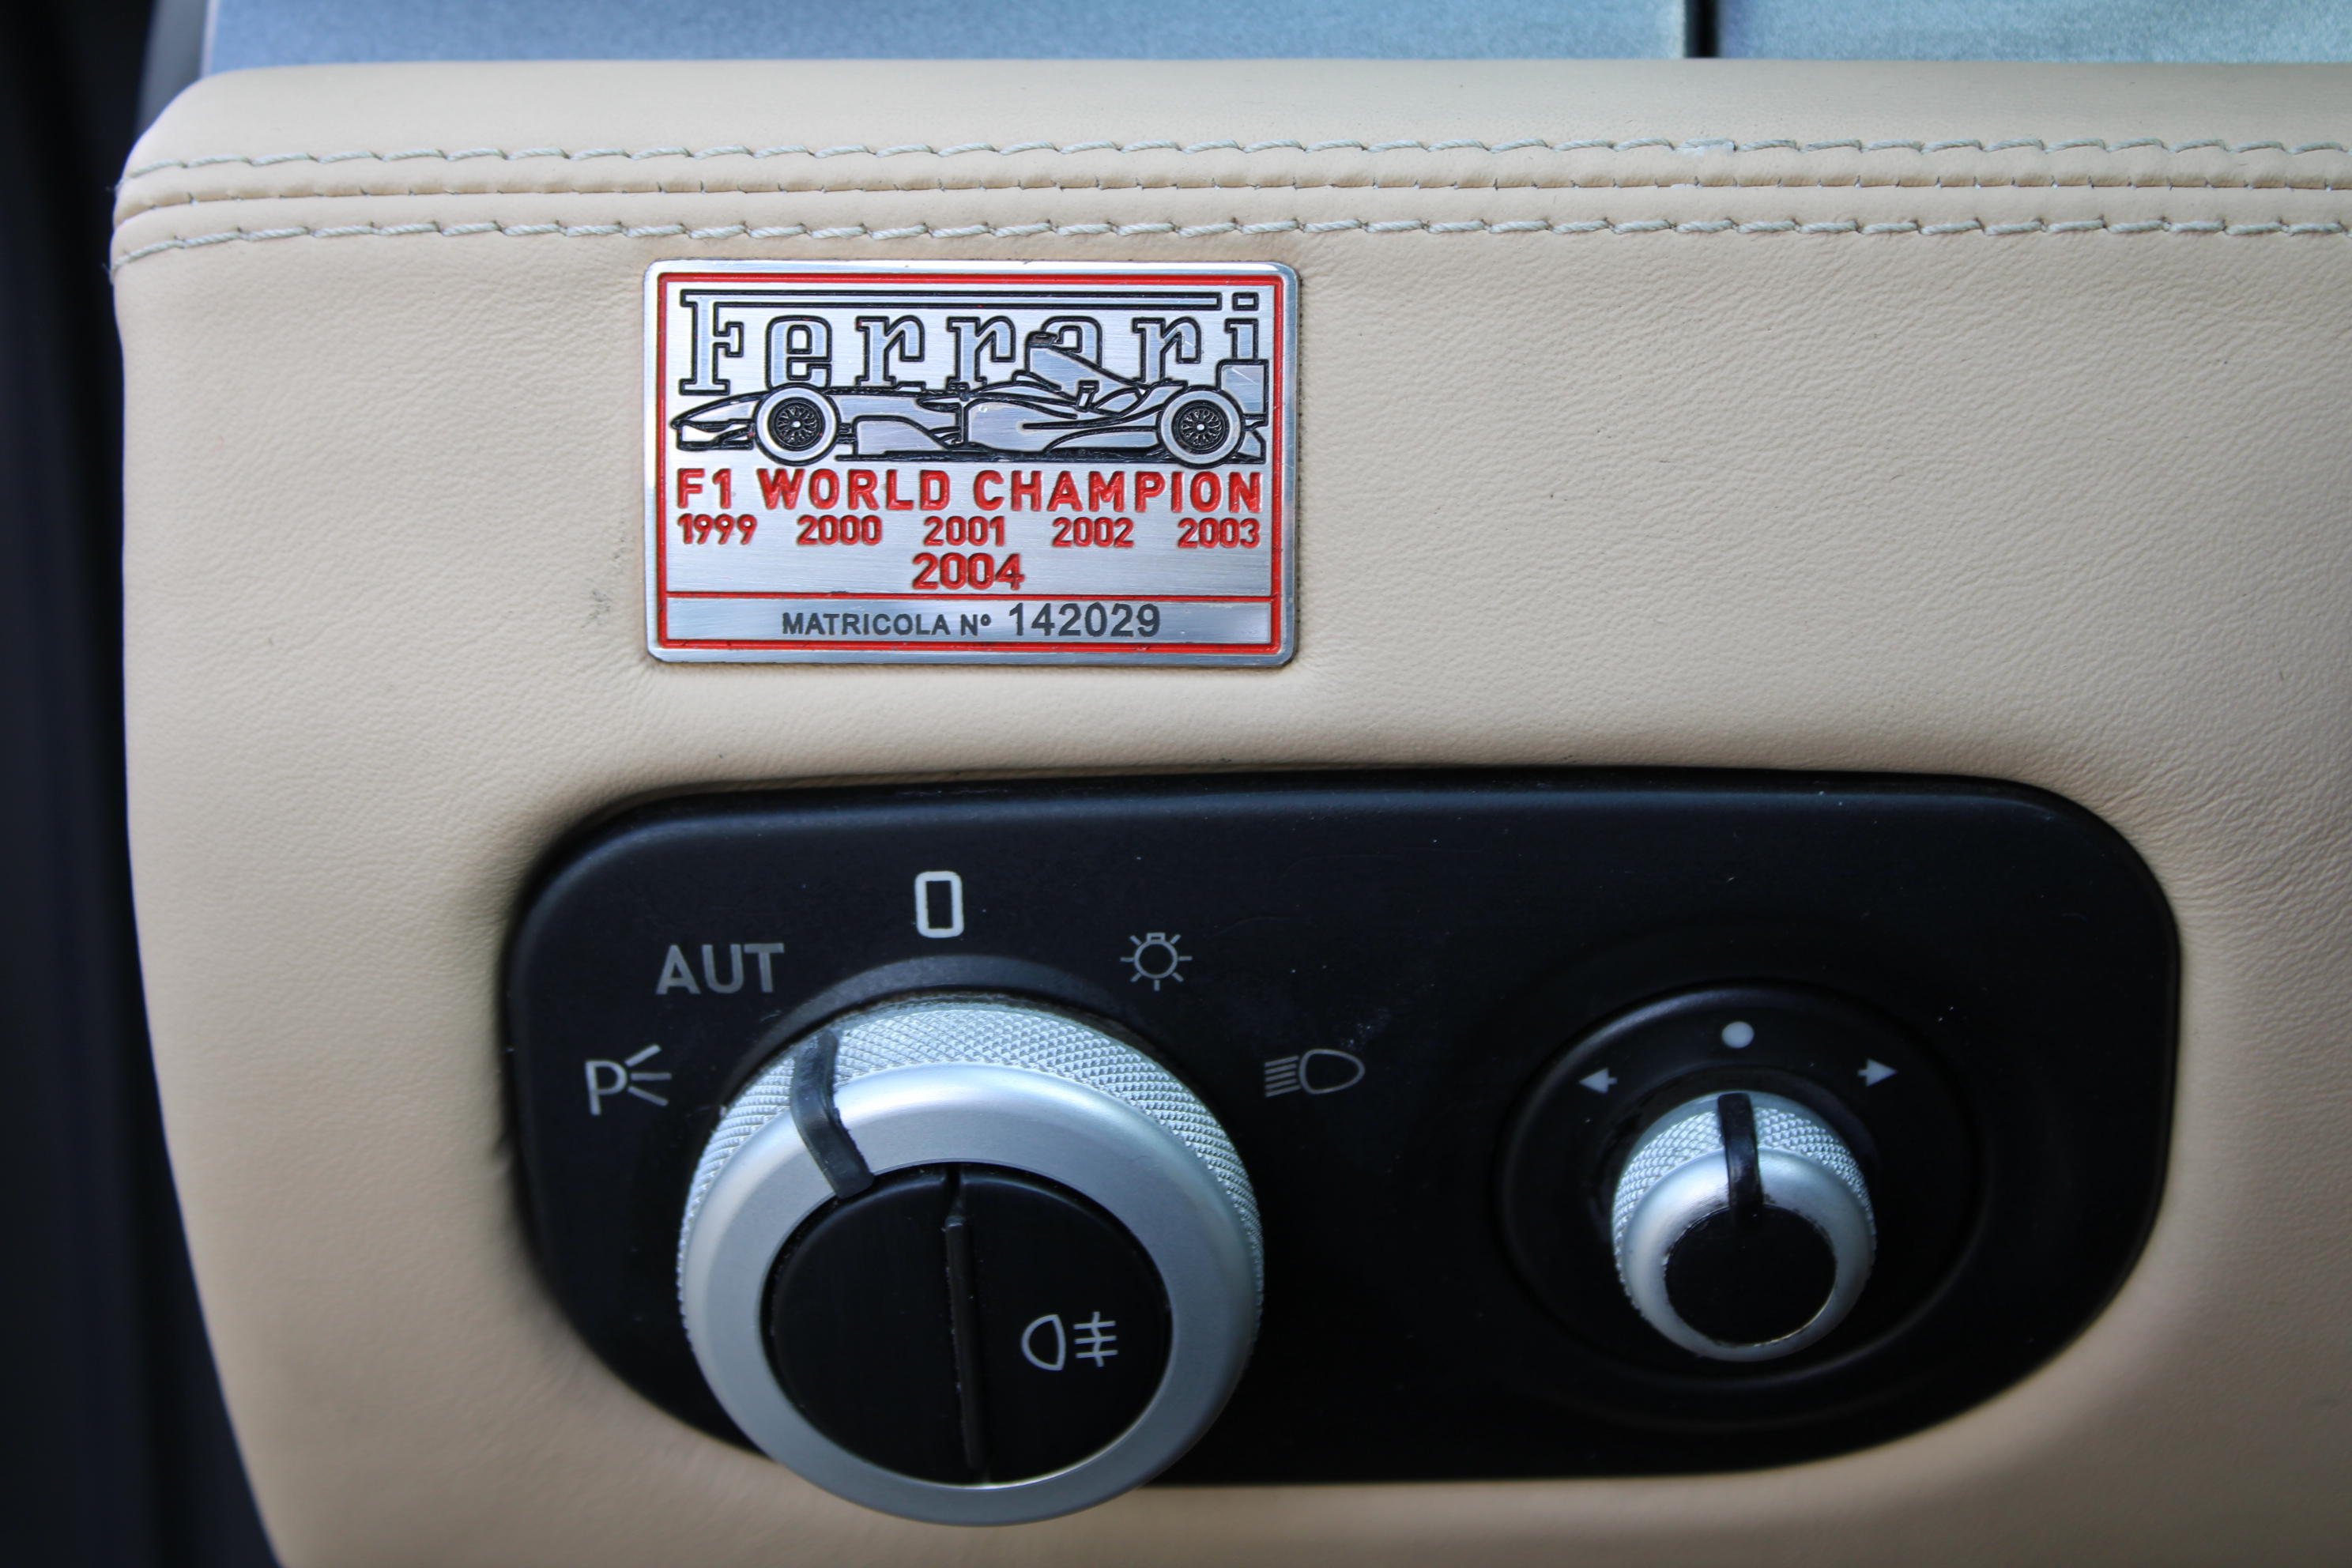 Ferrari
F1 WORLD CHAMPION
1999 2000 2001 2002 2003
2004
MATRICOLA Nº 142029
0
AUT
P